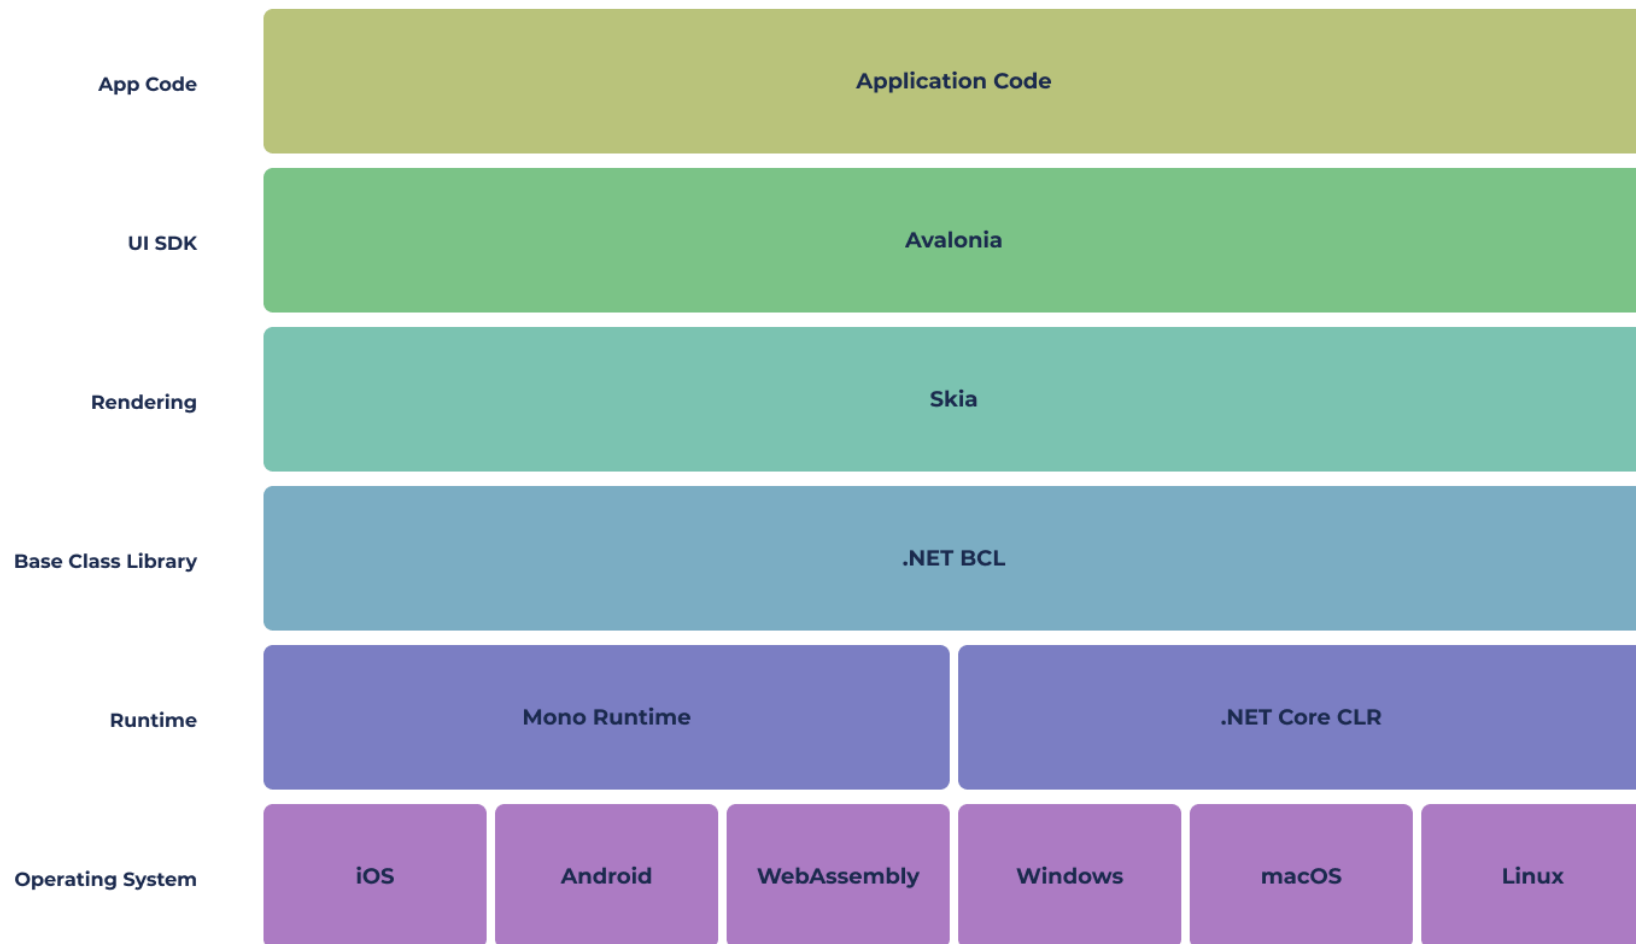 App Code
Application Code
UI SDK
Avalonia
Rendering
Skia
Base Class Library
.NET BCL
Runtime
Mono Runtime
.NET Core CLR
Operating System
iOS
Android
WebAssembly
Windows
macOS
Linux